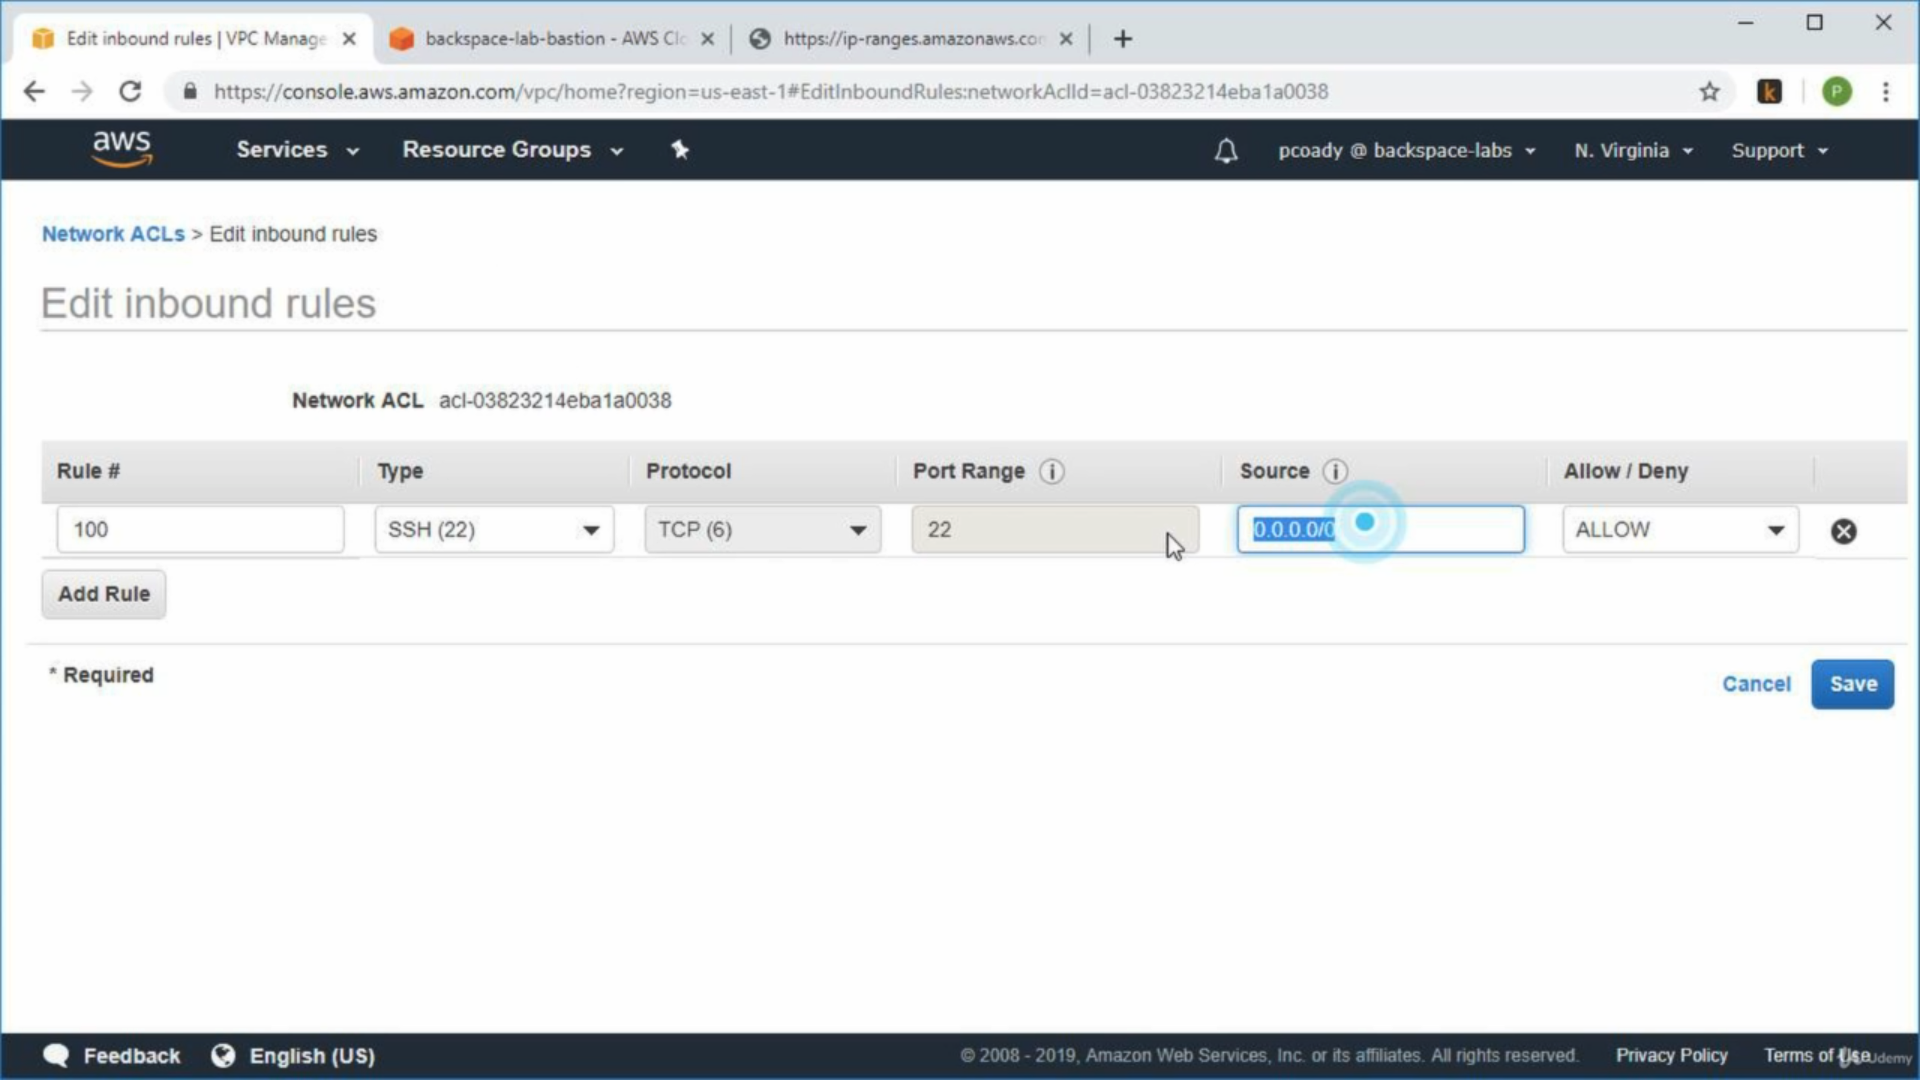 Edit inbound rules | VPC Manage
backspace-lab-bastion - AWS Clo
https://ip-ranges.amazonaws.com
https://console.aws.amazon.com/vpc/home?region=us-east-1#EditInboundRules:networkAclId=acl-03823214eba1a0038
k
P
aws
Services
Resource Groups
pcoady @ backspace-labs
N. Virginia
Support
Network ACLs > Edit inbound rules
Edit inbound rules
Network ACL acl-03823214eba1a0038
Rule # Type Protocol Port Range i Source i Allow / Deny
100 SSH (22) TCP (6) 22 0.0.0.0/0 ALLOW
Add Rule
* Required
Cancel Save
Feedback English (US)
© 2008 - 2019, Amazon Web Services, Inc. or its affiliates. All rights reserved. Privacy Policy Terms of Use
Udemy